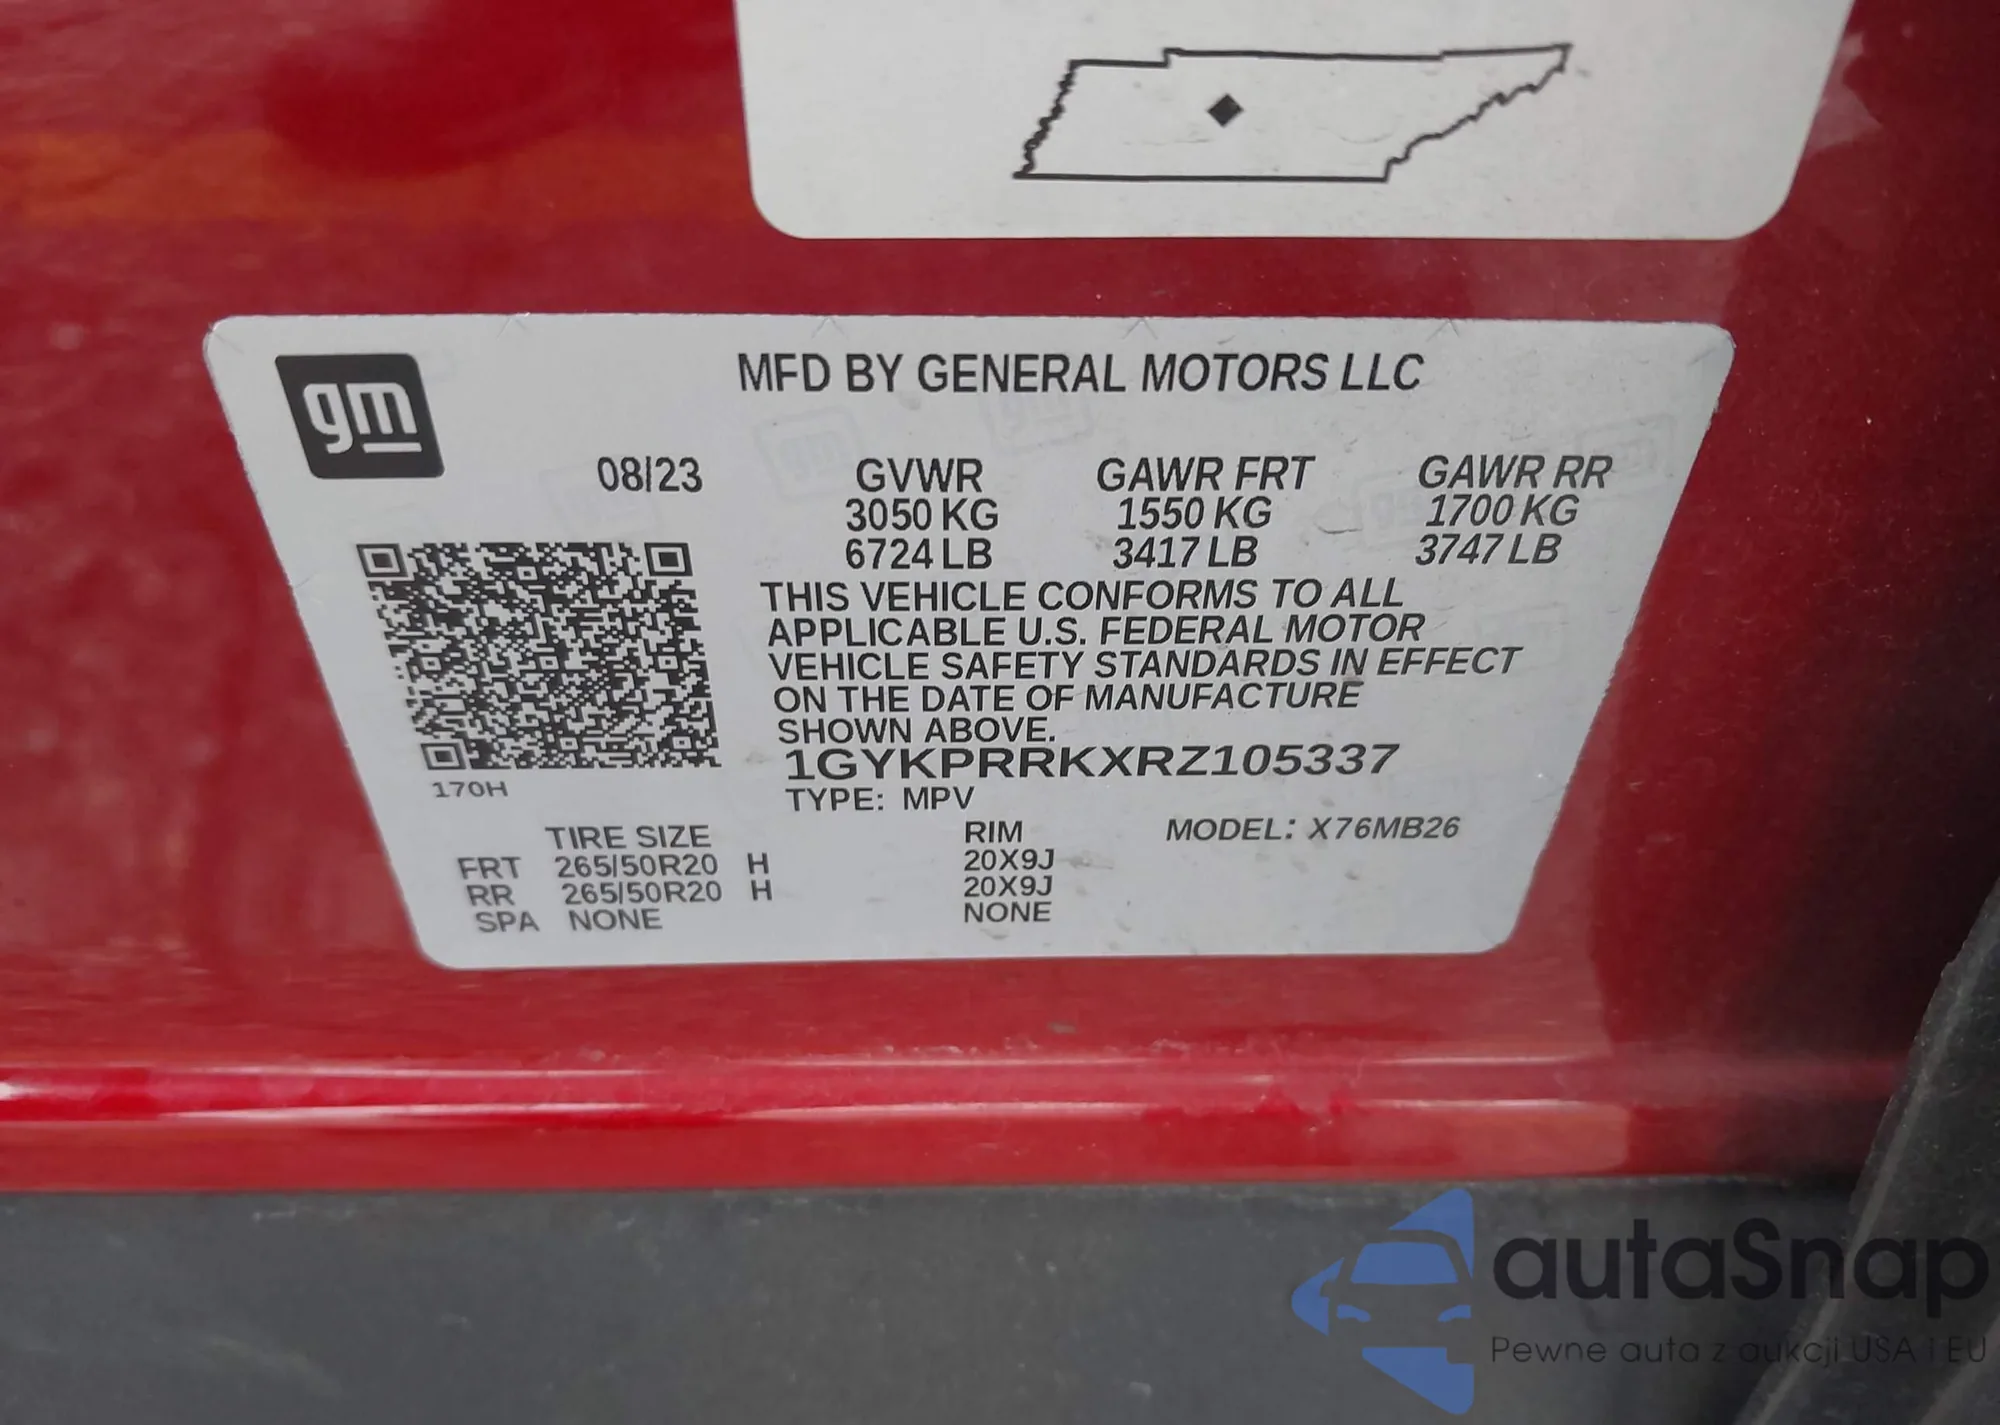 gm
MFD BY GENERAL MOTORS LLC
08/23 GVWR GAWR FRT GAWR RR
3050 KG 1550 KG 1700 KG
6724 LB 3417 LB 3747 LB
THIS VEHICLE CONFORMS TO ALL
APPLICABLE U.S. FEDERAL MOTOR
VEHICLE SAFETY STANDARDS IN EFFECT
ON THE DATE OF MANUFACTURE
SHOWN ABOVE.
1GYKPRRKXRZ105337
170H
TYPE: MPV
TIRE SIZE RIM MODEL: X76MB26
FRT 265/50R20 H 20X9J
RR 265/50R20 H 20X9J
SPA NONE NONE
autaSnap
Pewne auta z aukcji USA i EU